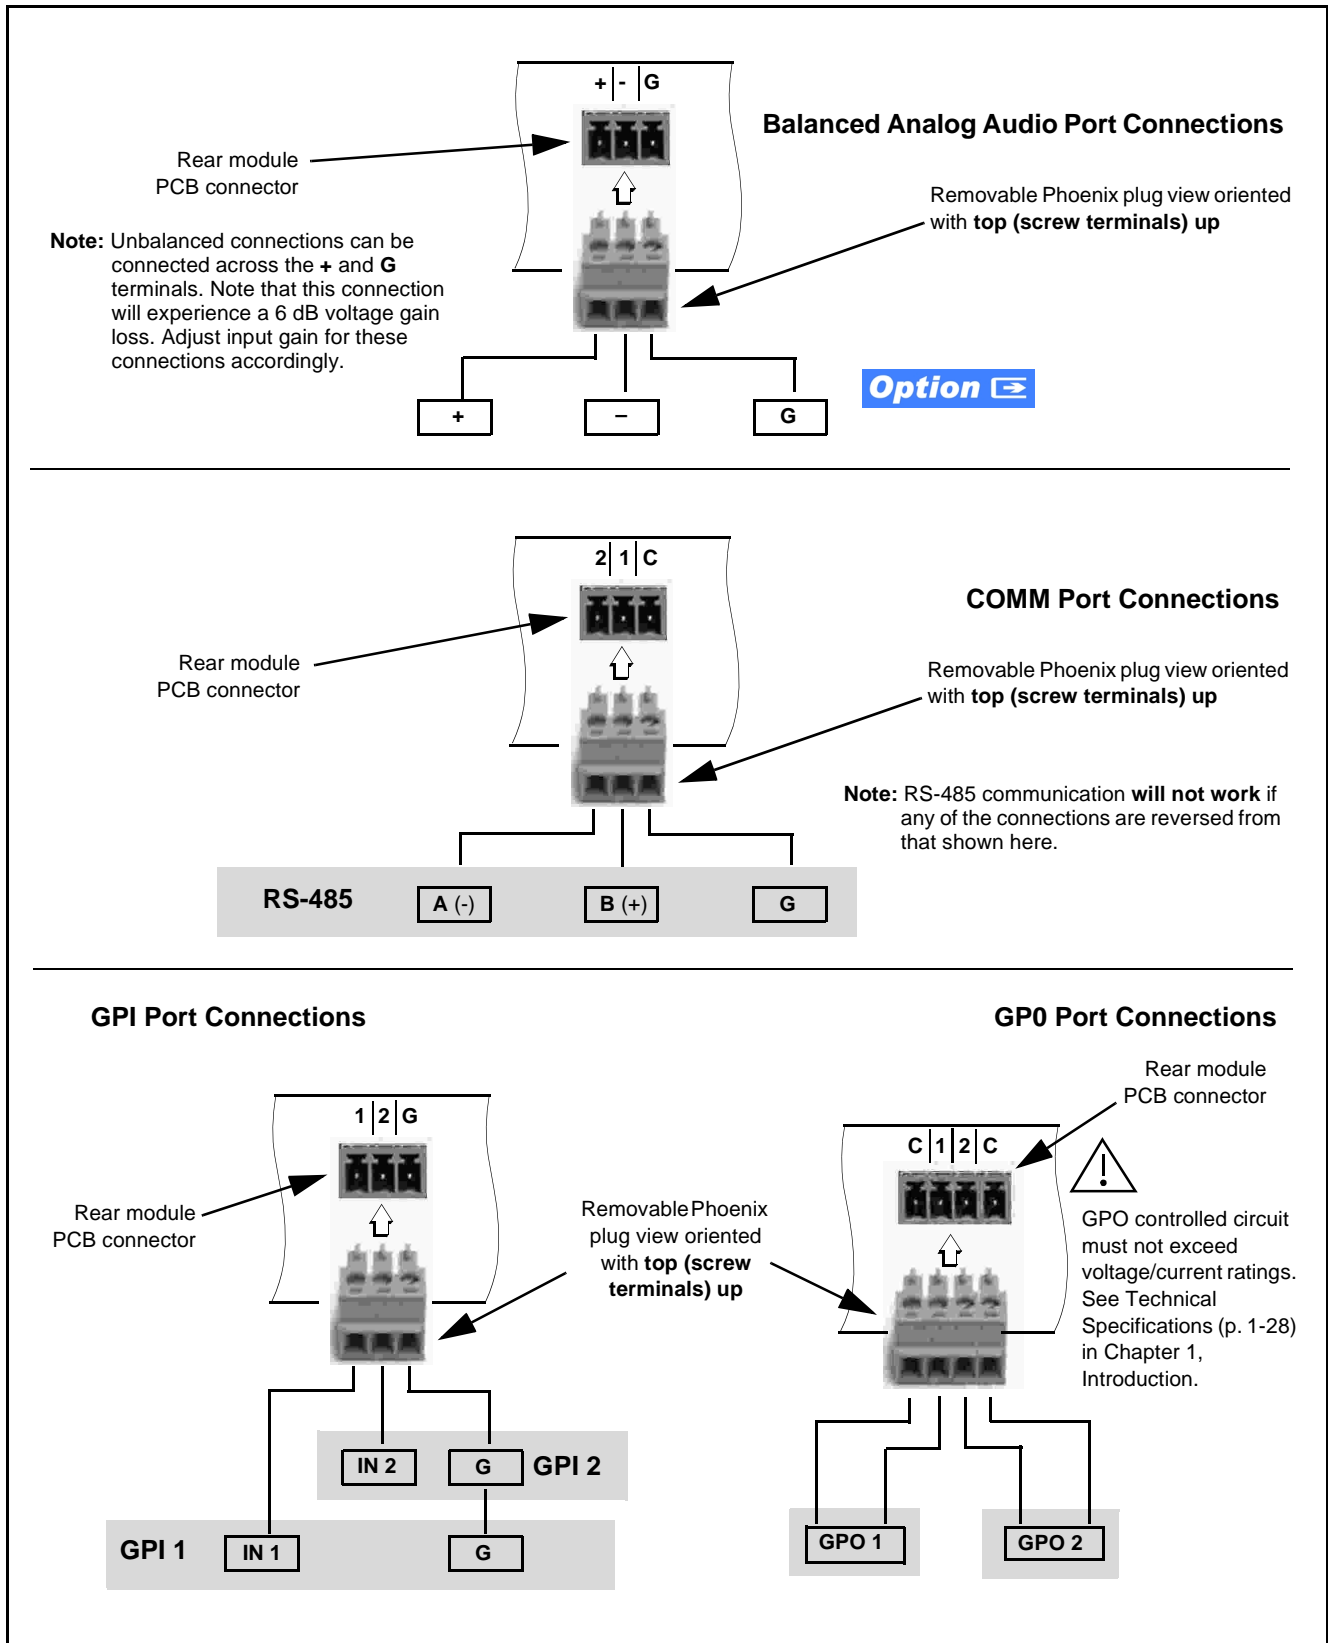 + - G
Balanced Analog Audio Port Connections
Rear module
PCB connector
Removable Phoenix plug view oriented
with top (screw terminals) up
Note: Unbalanced connections can be
connected across the + and G
terminals. Note that this connection
will experience a 6 dB voltage gain
loss. Adjust input gain for these
connections accordingly.
Option
+
–
G
2 1 C
COMM Port Connections
Rear module
PCB connector
Removable Phoenix plug view oriented
with top (screw terminals) up
Note: RS-485 communication will not work if
any of the connections are reversed from
that shown here.
RS-485
A (-)
B (+)
G
GPI Port Connections
1 2 G
Rear module
PCB connector
Removable Phoenix
plug view oriented
with top (screw
terminals) up
IN 2
G
GPI 2
GPI 1
IN 1
G
GP0 Port Connections
Rear module
PCB connector
C 1 2 C
!
GPO controlled circuit
must not exceed
voltage/current ratings.
See Technical
Specifications (p. 1-28)
in Chapter 1,
Introduction.
GPO 1
GPO 2